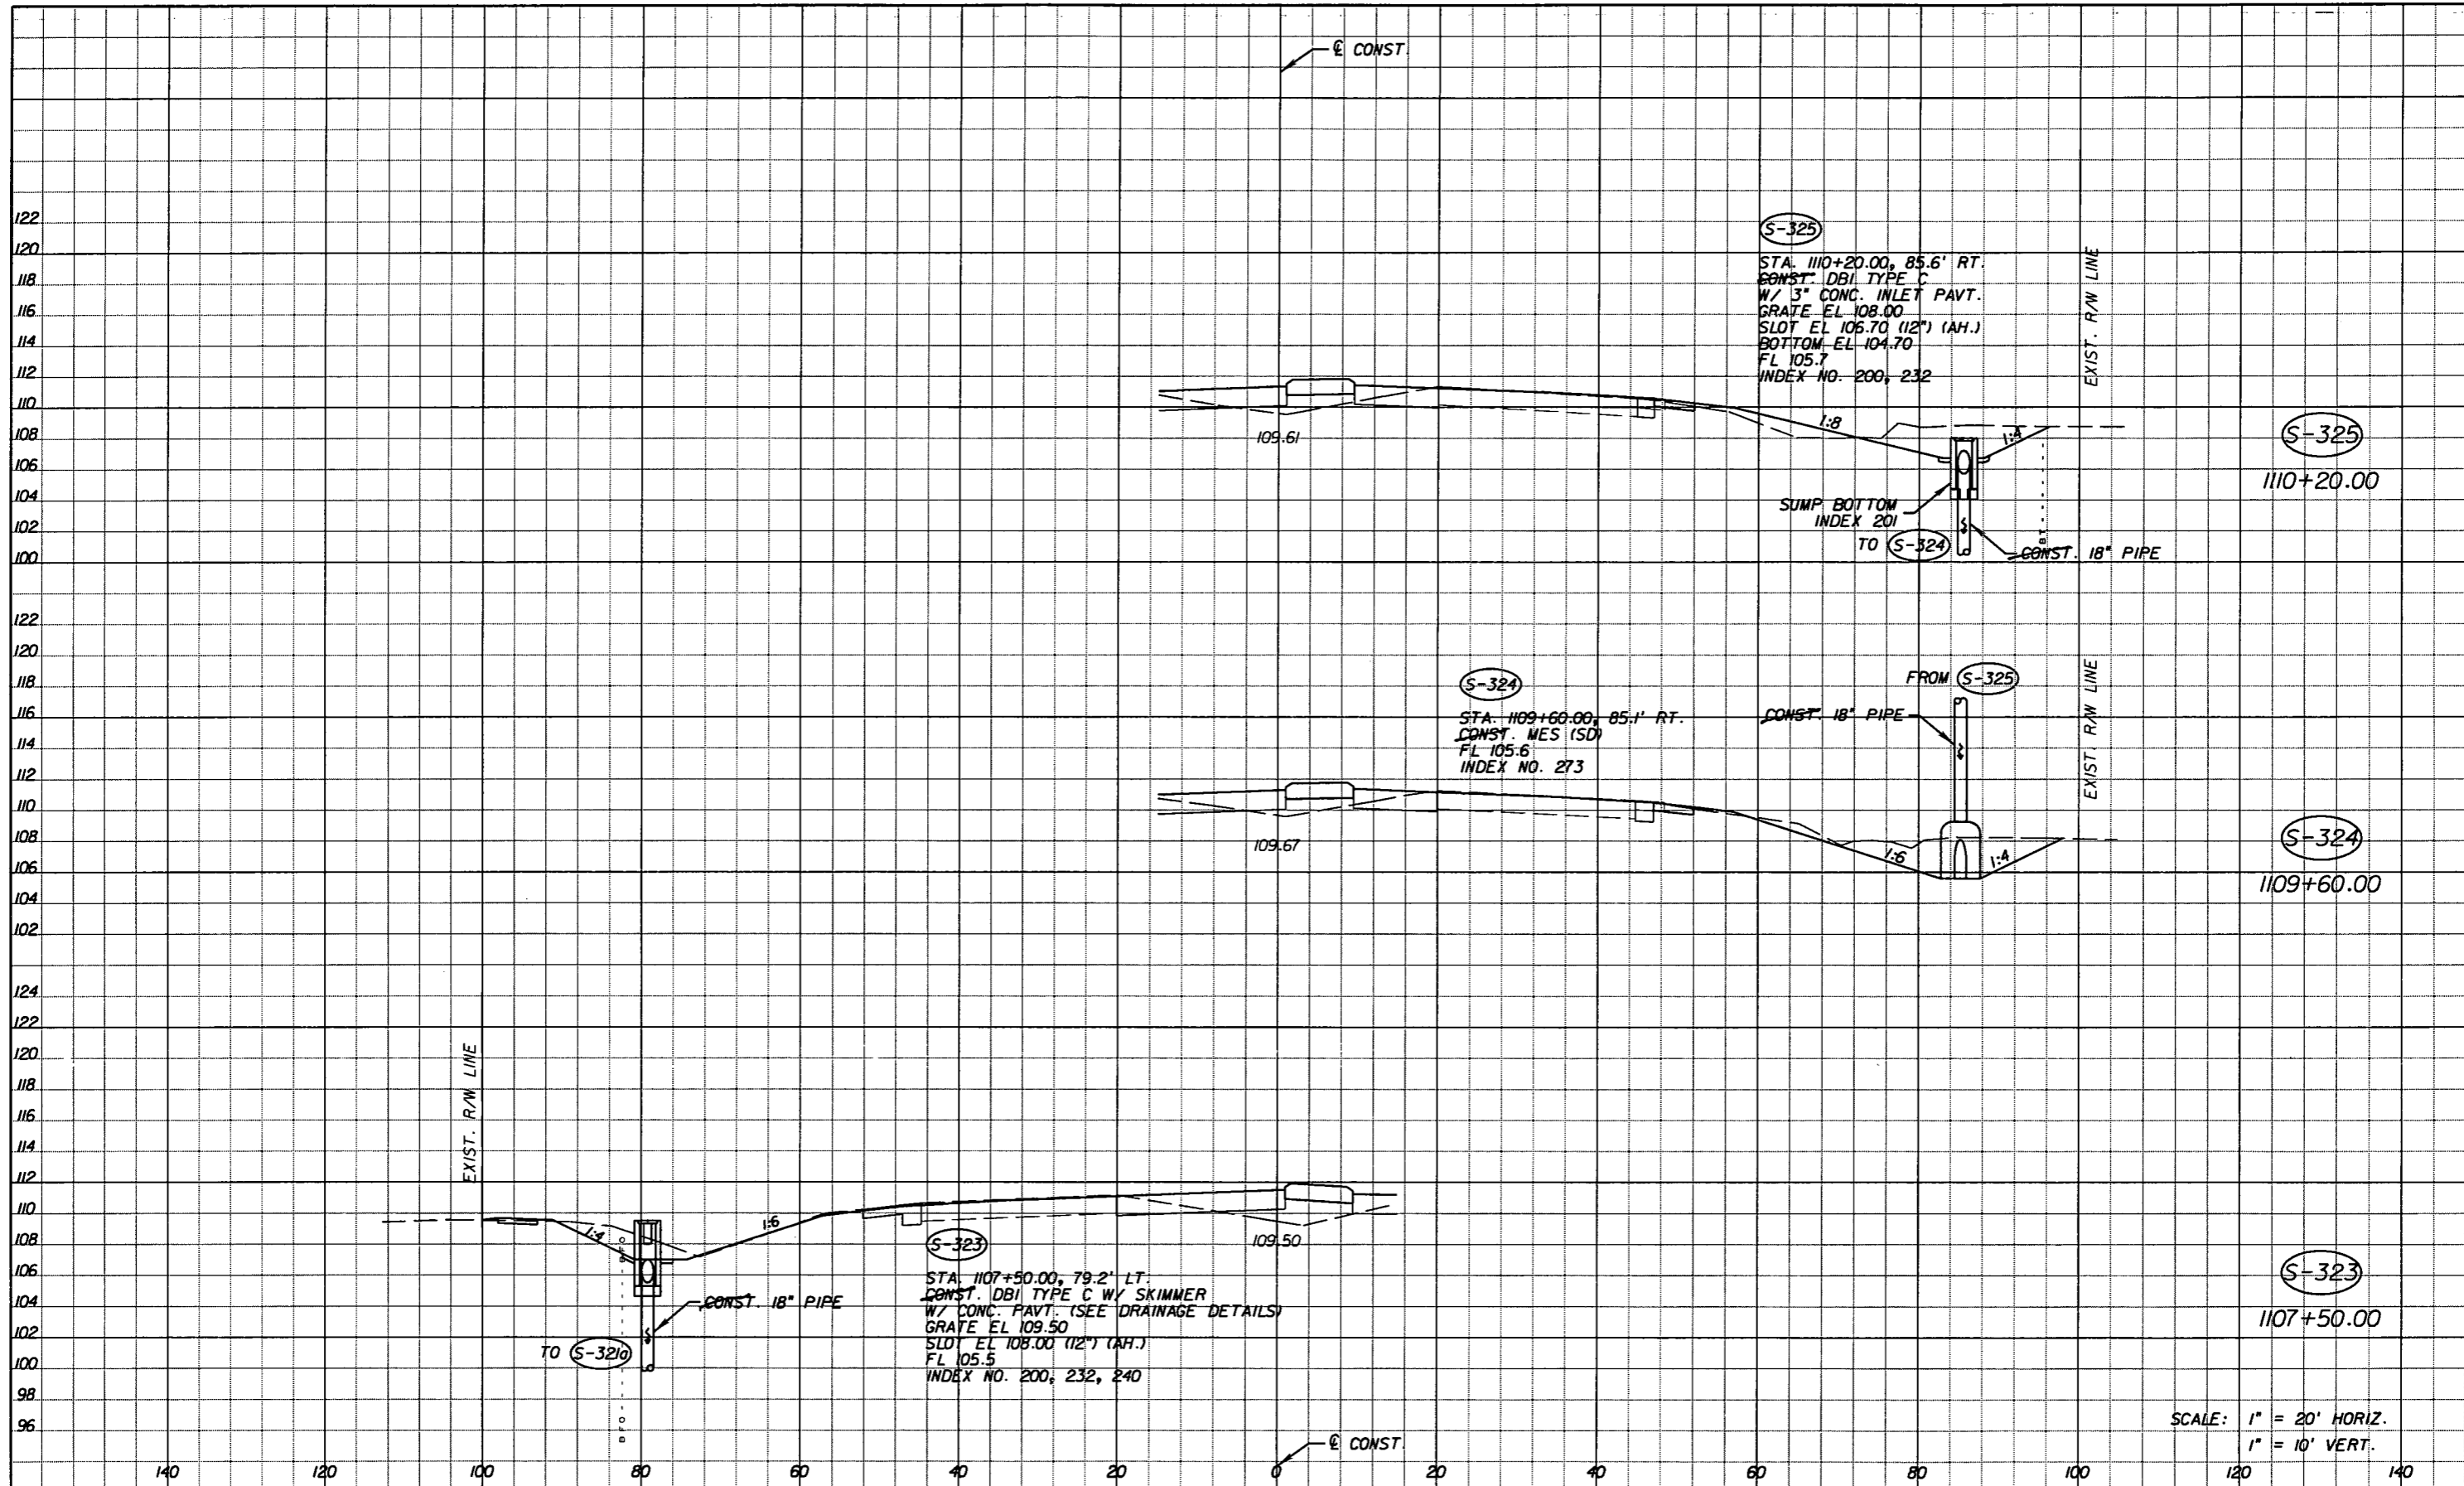 ℄ CONST.
122
120
118
116
114
112
110
108
106
104
102
100
S-325
STA. 1110+20.00, 85.6' RT.
CONST. DBI TYPE C
W/ 3" CONC. INLET PAVT.
GRATE EL 108.00
SLOT EL 106.70 (12") (AH.)
BOTTOM EL 104.70
FL 105.7
INDEX NO. 200, 232
EXIST. R/W LINE
109.61
1:8
1:4
SUMP BOTTOM
INDEX 201
TO S-324
CONST. 18" PIPE
BT
S-325
1110+20.00
122
120
118
116
114
112
110
108
106
104
102
S-324
STA. 1109+60.00, 85.1' RT.
CONST. MES (SD)
FL 105.6
INDEX NO. 273
FROM S-325
CONST. 18" PIPE
EXIST. R/W LINE
109.67
1:6
1:4
S-324
1109+60.00
124
122
120
118
116
114
112
110
108
106
104
102
100
98
96
EXIST. R/W LINE
1:4
1:6
109.50
S-323
STA. 1107+50.00, 79.2' LT.
CONST. DBI TYPE C W/ SKIMMER
W/ CONC. PAVT. (SEE DRAINAGE DETAILS)
GRATE EL 109.50
SLOT EL 108.00 (12") (AH.)
FL 105.5
INDEX NO. 200, 232, 240
CONST. 18" PIPE
TO S-321a
BFO
BFO
S-323
1107+50.00
SCALE: 1" = 20' HORIZ.
1" = 10' VERT.
℄ CONST.
140 120 100 80 60 40 20 0 20 40 60 80 100 120 140